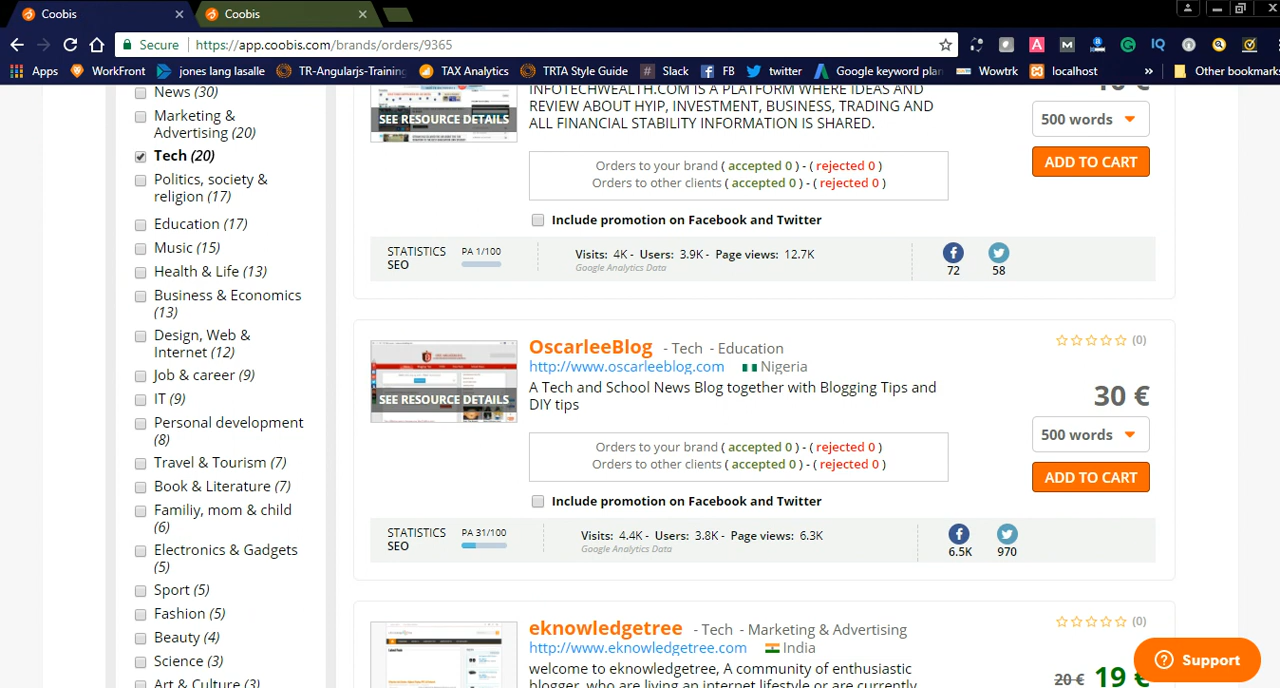 Coobis
Coobis
Secure
https://app.coobis.com/brands/orders/9365
Apps
WorkFront
jones lang lasalle
TR-Angularjs-Training
TAX Analytics
TRTA Style Guide
Slack
FB
twitter
Google keyword plan
Wowtrk
localhost
»
Other bookmarks
News (30)
Marketing &
Advertising (20)
Tech (20)
Politics, society &
religion (17)
Education (17)
Music (15)
Health & Life (13)
Business & Economics
(13)
Design, Web &
Internet (12)
Job & career (9)
IT (9)
Personal development
(8)
Travel & Tourism (7)
Book & Literature (7)
Familiy, mom & child
(6)
Electronics & Gadgets
(5)
Sport (5)
Fashion (5)
Beauty (4)
Science (3)
Art & Culture (3)
SEE RESOURCE DETAILS
INFOTECHWEALTH.COM IS A PLATFORM WHERE IDEAS AND
REVIEW ABOUT HYIP, INVESTMENT, BUSINESS, TRADING AND
ALL FINANCIAL STABILITY INFORMATION IS SHARED.
500 words
ADD TO CART
Orders to your brand ( accepted 0 ) - ( rejected 0 )
Orders to other clients ( accepted 0 ) - ( rejected 0 )
Include promotion on Facebook and Twitter
STATISTICS
SEO
PA 1/100
Visits: 4K - Users: 3.9K - Page views: 12.7K
Google Analytics Data
72
58
SEE RESOURCE DETAILS
OscarleeBlog - Tech - Education
http://www.oscarleeblog.com Nigeria
A Tech and School News Blog together with Blogging Tips and
DIY tips
(0)
30 €
500 words
ADD TO CART
Orders to your brand ( accepted 0 ) - ( rejected 0 )
Orders to other clients ( accepted 0 ) - ( rejected 0 )
Include promotion on Facebook and Twitter
STATISTICS
SEO
PA 31/100
Visits: 4.4K - Users: 3.8K - Page views: 6.3K
Google Analytics Data
6.5K
970
eknowledgetree - Tech - Marketing & Advertising
http://www.eknowledgetree.com India
welcome to eknowledgetree, A community of enthusiastic
blogger, who are living an internet lifestyle or are currently
(0)
20 € 19 €
Support